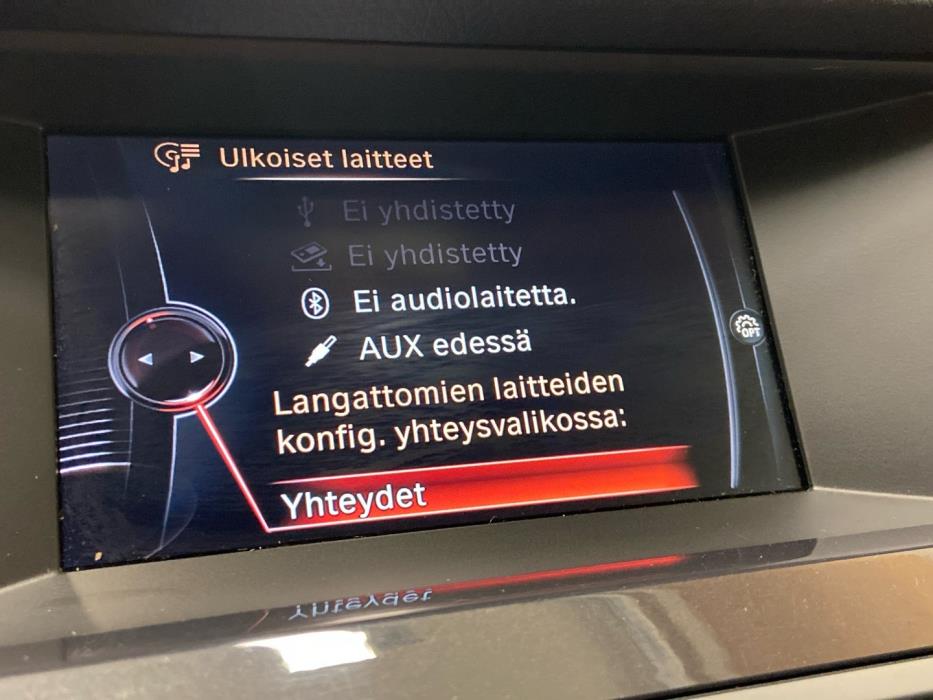 Ulkoiset laitteet
Ei yhdistetty
Ei yhdistetty
Ei audiolaitetta.
AUX edessä
OPT
Langattomien laitteiden
konfig. yhteysvalikossa:
Yhteydet